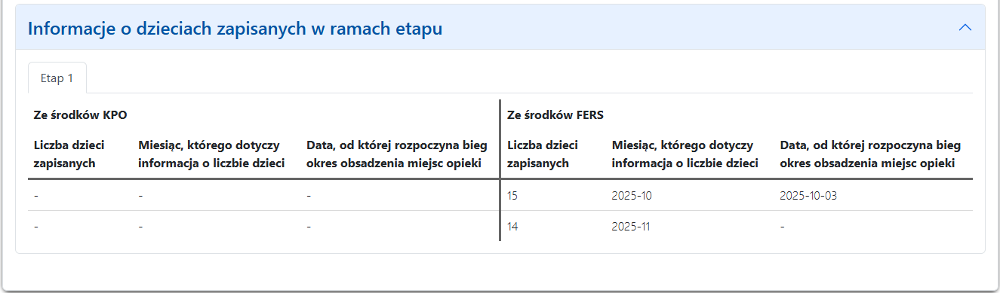 Informacje o dzieciach zapisanych w ramach etapu
Etap 1
Ze środków KPO
Ze środków FERS
Liczba dzieci zapisanych
Miesiąc, którego dotyczy informacja o liczbie dzieci
Data, od której rozpoczyna bieg okres obsadzenia miejsc opieki
Liczba dzieci zapisanych
Miesiąc, którego dotyczy informacja o liczbie dzieci
Data, od której rozpoczyna bieg okres obsadzenia miejsc opieki
- - - 15 2025-10 2025-10-03
- - - 14 2025-11 -